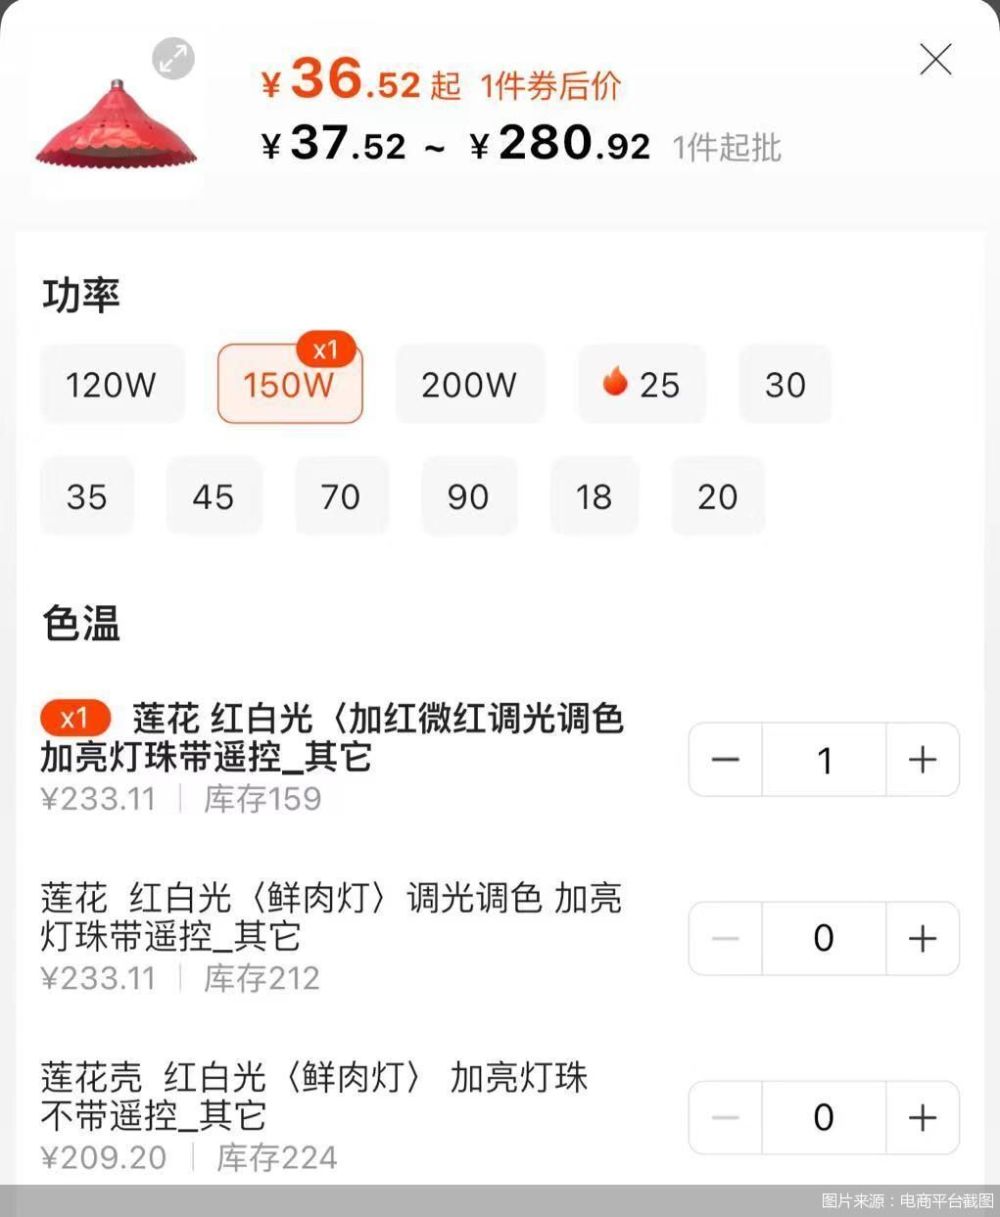 ¥36.52起 1件券后价
¥37.52 ~ ¥280.92 1件起批
功率
120W 150W x1 200W 25 30
35 45 70 90 18 20
色温
x1 莲花 红白光〈加红微红调光调色
加亮灯珠带遥控_其它
¥233.11 库存159
1
莲花 红白光〈鲜肉灯〉调光调色 加亮
灯珠带遥控_其它
¥233.11 库存212
0
莲花壳 红白光〈鲜肉灯〉 加亮灯珠
不带遥控_其它
¥209.20 库存224
0
图片来源：电商平台截图